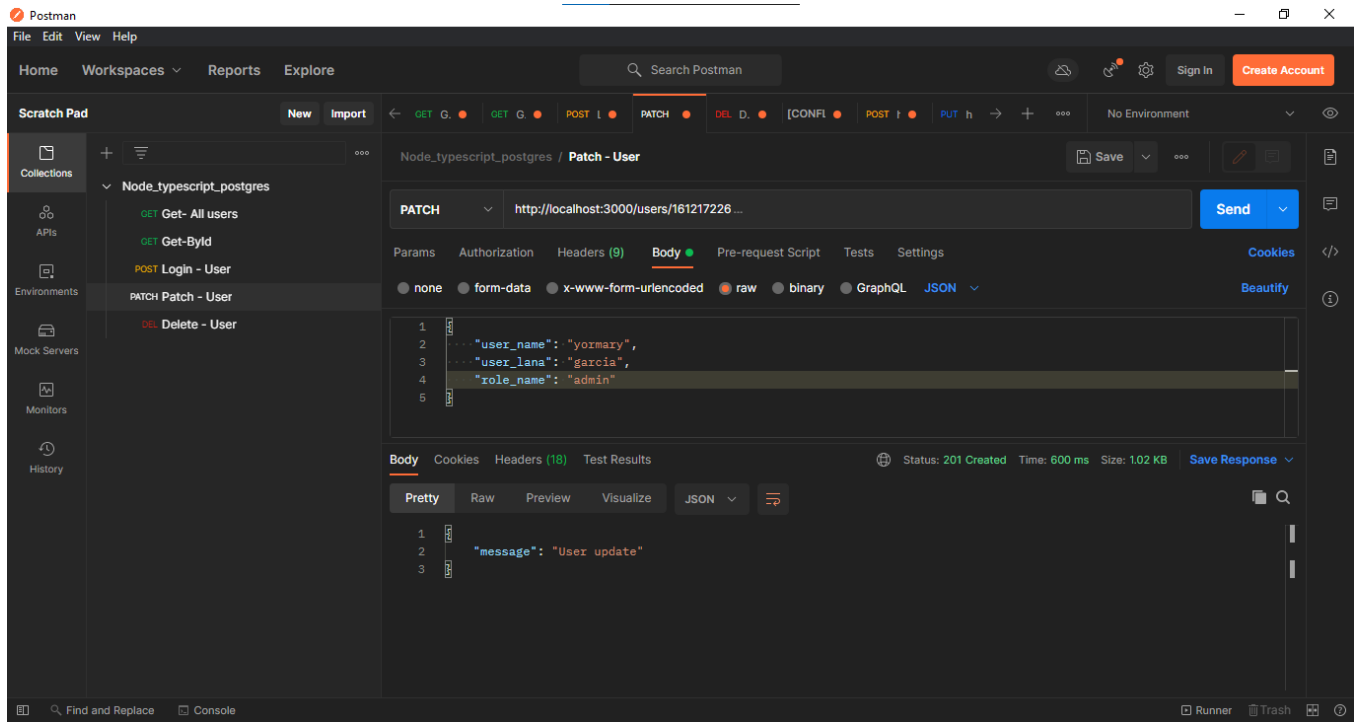 Postman
File Edit View Help
Home Workspaces Reports Explore Search Postman Sign In Create Account
Scratch Pad New Import GET G. GET G. POST L PATCH DEL D. [CONFL POST PUT h No Environment
Collections
APIs
Environments
Mock Servers
Monitors
History
Node_typescript_postgres
GET Get- All users
GET Get-ById
POST Login - User
PATCH Patch - User
DEL Delete - User
Node_typescript_postgres / Patch - User Save
PATCH http://localhost:3000/users/161217226... Send
Params Authorization Headers (9) Body Pre-request Script Tests Settings Cookies
none form-data x-www-form-urlencoded raw binary GraphQL JSON Beautify
1 {
2 "user_name": "yormary",
3 "user_lana": "garcia",
4 "role_name": "admin"
5 }
Body Cookies Headers (18) Test Results Status: 201 Created Time: 600 ms Size: 1.02 KB Save Response
Pretty Raw Preview Visualize JSON
1 {
2 "message": "User update"
3 }
Find and Replace Console Runner Trash